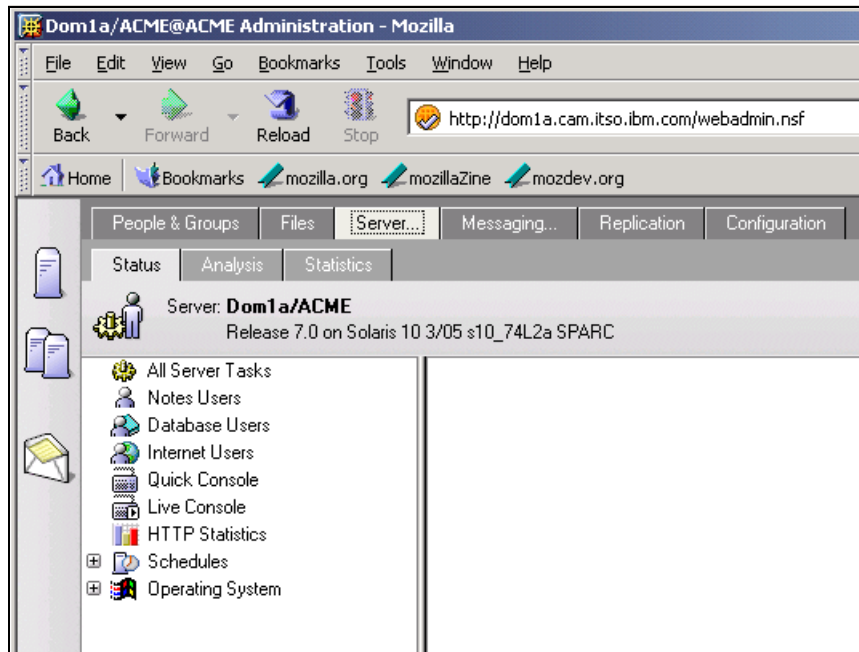 Dom1a/ACME@ACME Administration - Mozilla
File Edit View Go Bookmarks Tools Window Help
Back Forward Reload Stop http://dom1a.cam.itso.ibm.com/webadmin.nsf
Home Bookmarks mozilla.org mozillaZine mozdev.org
People & Groups Files Server... Messaging... Replication Configuration
Status Analysis Statistics
Server: Dom1a/ACME
Release 7.0 on Solaris 10 3/05 s10_74L2a SPARC
All Server Tasks
Notes Users
Database Users
Internet Users
Quick Console
Live Console
HTTP Statistics
Schedules
Operating System